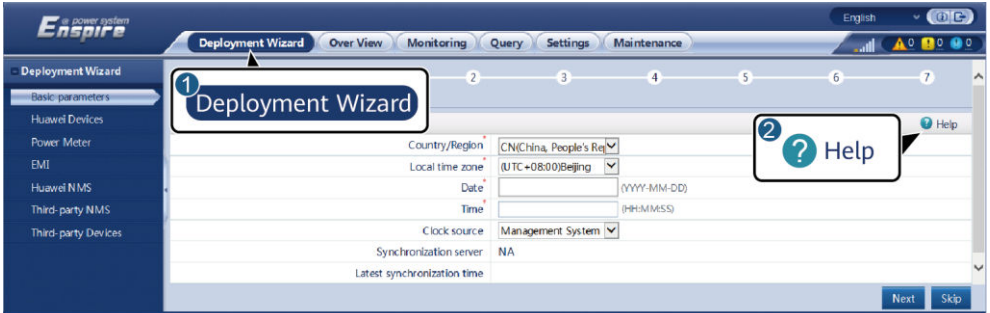 English
Enspire e power system
Deployment Wizard Over View Monitoring Query Settings Maintenance
0 0 0
Deployment Wizard
Basic parameters
Huawei Devices
Power Meter
EMI
Huawei NMS
Third-party NMS
Third-party Devices
1
Deployment Wizard
2 3 4 5 6 7
Help
2
? Help
Country/Region * CN(China, People's Rep
Local time zone * (UTC+08:00)Beijing
Date * (YYYY-MM-DD)
Time * (HH:MM:SS)
Clock source Management System
Synchronization server NA
Latest synchronization time
Next Skip